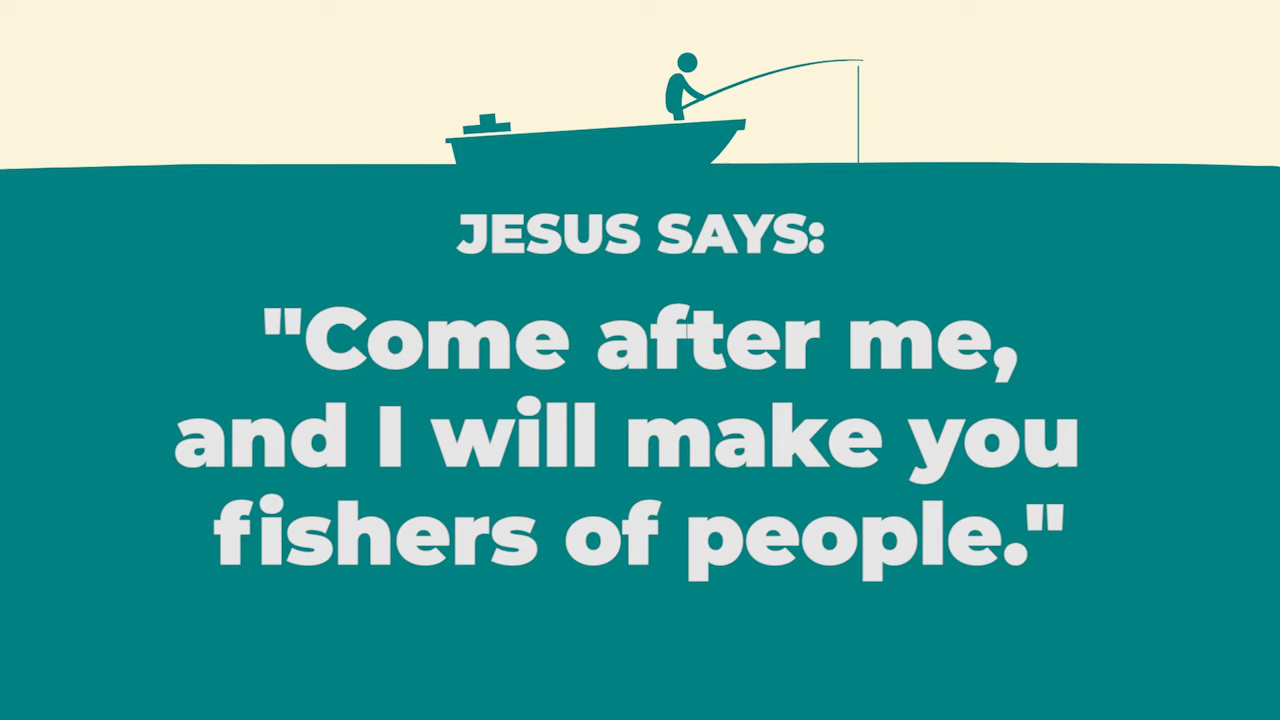 JESUS SAYS:
"Come after me,
and I will make you
fishers of people."